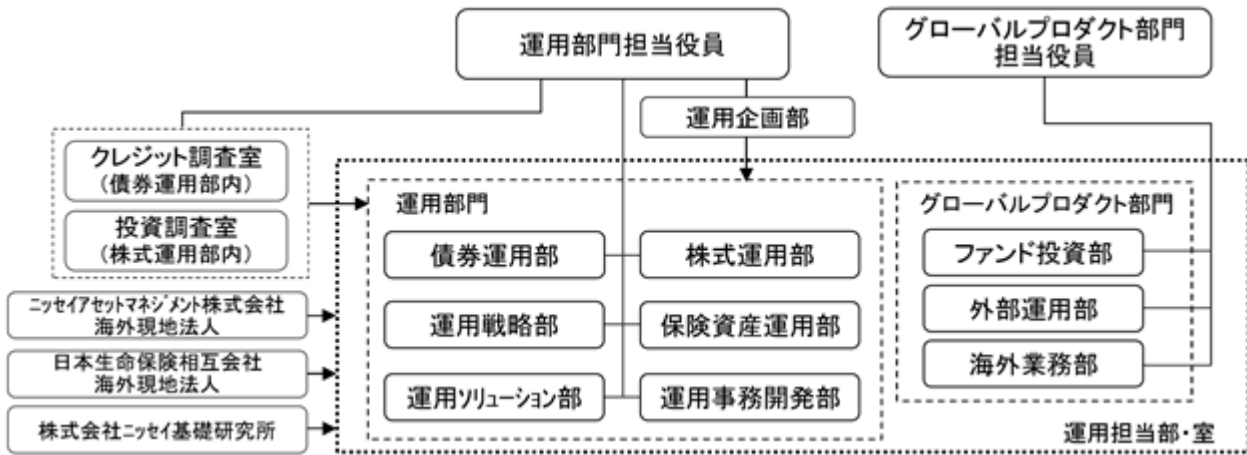 運用部門担当役員
グローバルプロダクト部門
担当役員
運用企画部
クレジット調査室
(債券運用部内)
投資調査室
(株式運用部内)
ニッセイアセットマネジメント株式会社
海外現地法人
日本生命保険相互会社
海外現地法人
株式会社ニッセイ基礎研究所
運用部門
債券運用部
株式運用部
運用戦略部
保険資産運用部
運用ソリューション部
運用事務開発部
グローバルプロダクト部門
ファンド投資部
外部運用部
海外業務部
運用担当部・室